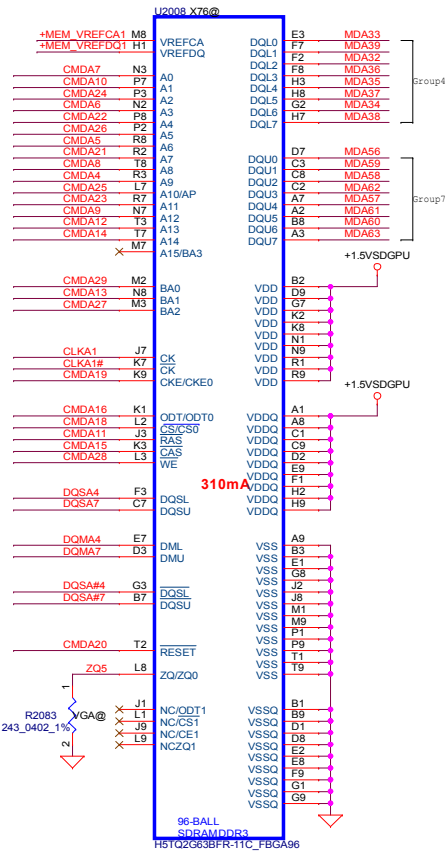 U2008 X76@
+MEM_VREFCA1 M8 VREFCA DQL0 E3 MDA33
+MEM_VREFDQ1 H1 VREFDQ DQL1 F7 MDA39
DQL2 F2 MDA32
CMDA7 N3 A0 DQL3 F8 MDA36
CMDA10 P7 A1 DQL4 H3 MDA35 Group4
CMDA24 P3 A2 DQL5 H8 MDA37
CMDA6 N2 A3 DQL6 G2 MDA34
CMDA22 P8 A4 DQL7 H7 MDA38
CMDA26 P2 A5
CMDA5 R8 A6
CMDA21 R2 A7 DQU0 D7 MDA56
CMDA8 T8 A8 DQU1 C3 MDA59
CMDA4 R3 A9 DQU2 C8 MDA58
CMDA25 L7 A10/AP DQU3 C2 MDA62
CMDA23 R7 A11 DQU4 A7 MDA57 Group7
CMDA9 N7 A12 DQU5 A2 MDA61
CMDA12 T3 A13 DQU6 B8 MDA60
CMDA14 T7 A14 DQU7 A3 MDA63
M7 A15/BA3
+1.5VSDGPU
CMDA29 M2 BA0 VDD B2
CMDA13 N8 BA1 VDD D9
CMDA27 M3 BA2 VDD G7
VDD K2
VDD K8
VDD N1
CLKA1 J7 CK VDD N9
CLKA1# K7 CK VDD R1
CMDA19 K9 CKE/CKE0 VDD R9
+1.5VSDGPU
CMDA16 K1 ODT/ODT0 VDDQ A1
CMDA18 L2 CS/CS0 VDDQ A8
CMDA11 J3 RAS VDDQ C1
CMDA15 K3 CAS VDDQ C9
CMDA28 L3 WE VDDQ D2
VDDQ E9
310mA VDDQ F1
DQSA4 F3 DQSL VDDQ H2
DQSA7 C7 DQSU VDDQ H9
DQMA4 E7 DML VSS A9
DQMA7 D3 DMU VSS B3
VSS E1
VSS G8
DQSA#4 G3 DQSL VSS J2
DQSA#7 B7 DQSU VSS J8
VSS M1
VSS M9
VSS P1
CMDA20 T2 RESET VSS P9
VSS T1
ZQ5 L8 ZQ/ZQ0 VSS T9
1
J1 NC/ODT1 VSSQ B1
R2083 VGA@ L1 NC/CS1 VSSQ B9
243_0402_1% J9 NC/CE1 VSSQ D1
2 L9 NCZQ1 VSSQ D8
VSSQ E2
VSSQ E8
VSSQ F9
VSSQ G1
VSSQ G9
96-BALL
SDRAMDDR3
H5TQ2G63BFR-11C_FBGA96